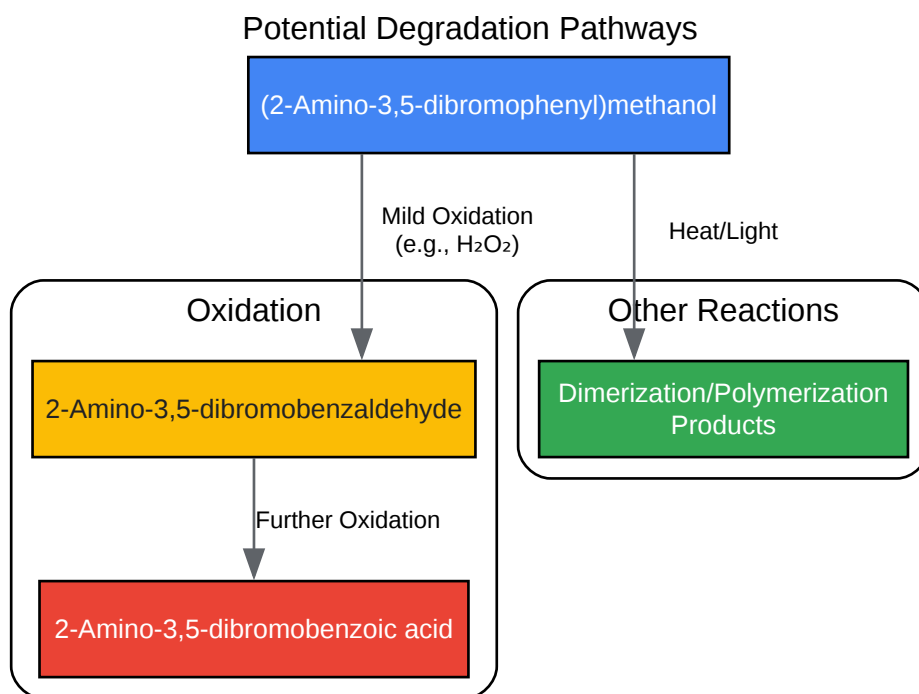 Potential Degradation Pathways
(2-Amino-3,5-dibromophenyl)methanol
Mild Oxidation
(e.g., H₂O₂)
Heat/Light
Oxidation
Other Reactions
2-Amino-3,5-dibromobenzaldehyde
Dimerization/Polymerization
Products
Further Oxidation
2-Amino-3,5-dibromobenzoic acid